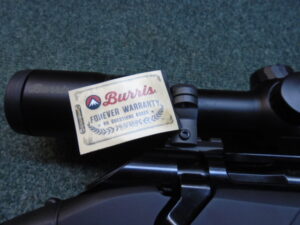 Burris
FOREVER WARRANTY
NO QUESTIONS ASKED